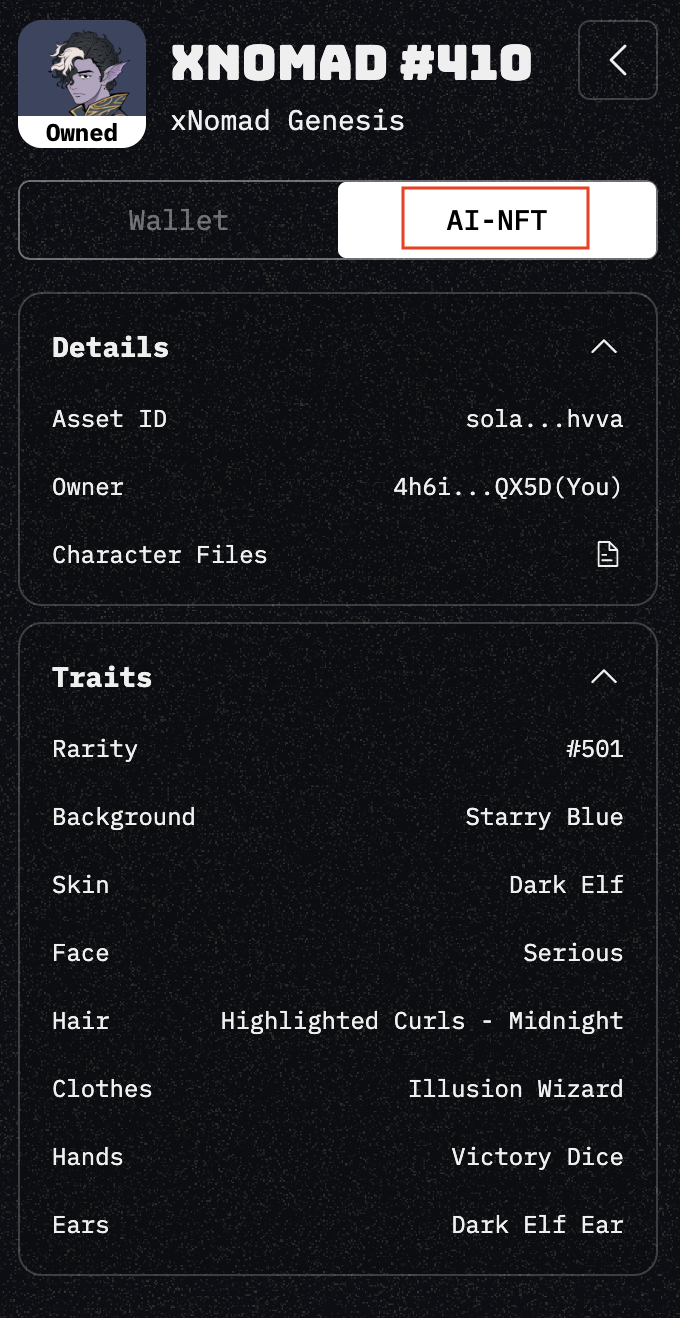 XNOMAD #410
xNomad Genesis
Owned
Wallet
AI-NFT
Details
Asset ID sola...hvva
Owner 4h6i...QX5D(You)
Character Files
Traits
Rarity #501
Background Starry Blue
Skin Dark Elf
Face Serious
Hair Highlighted Curls - Midnight
Clothes Illusion Wizard
Hands Victory Dice
Ears Dark Elf Ear